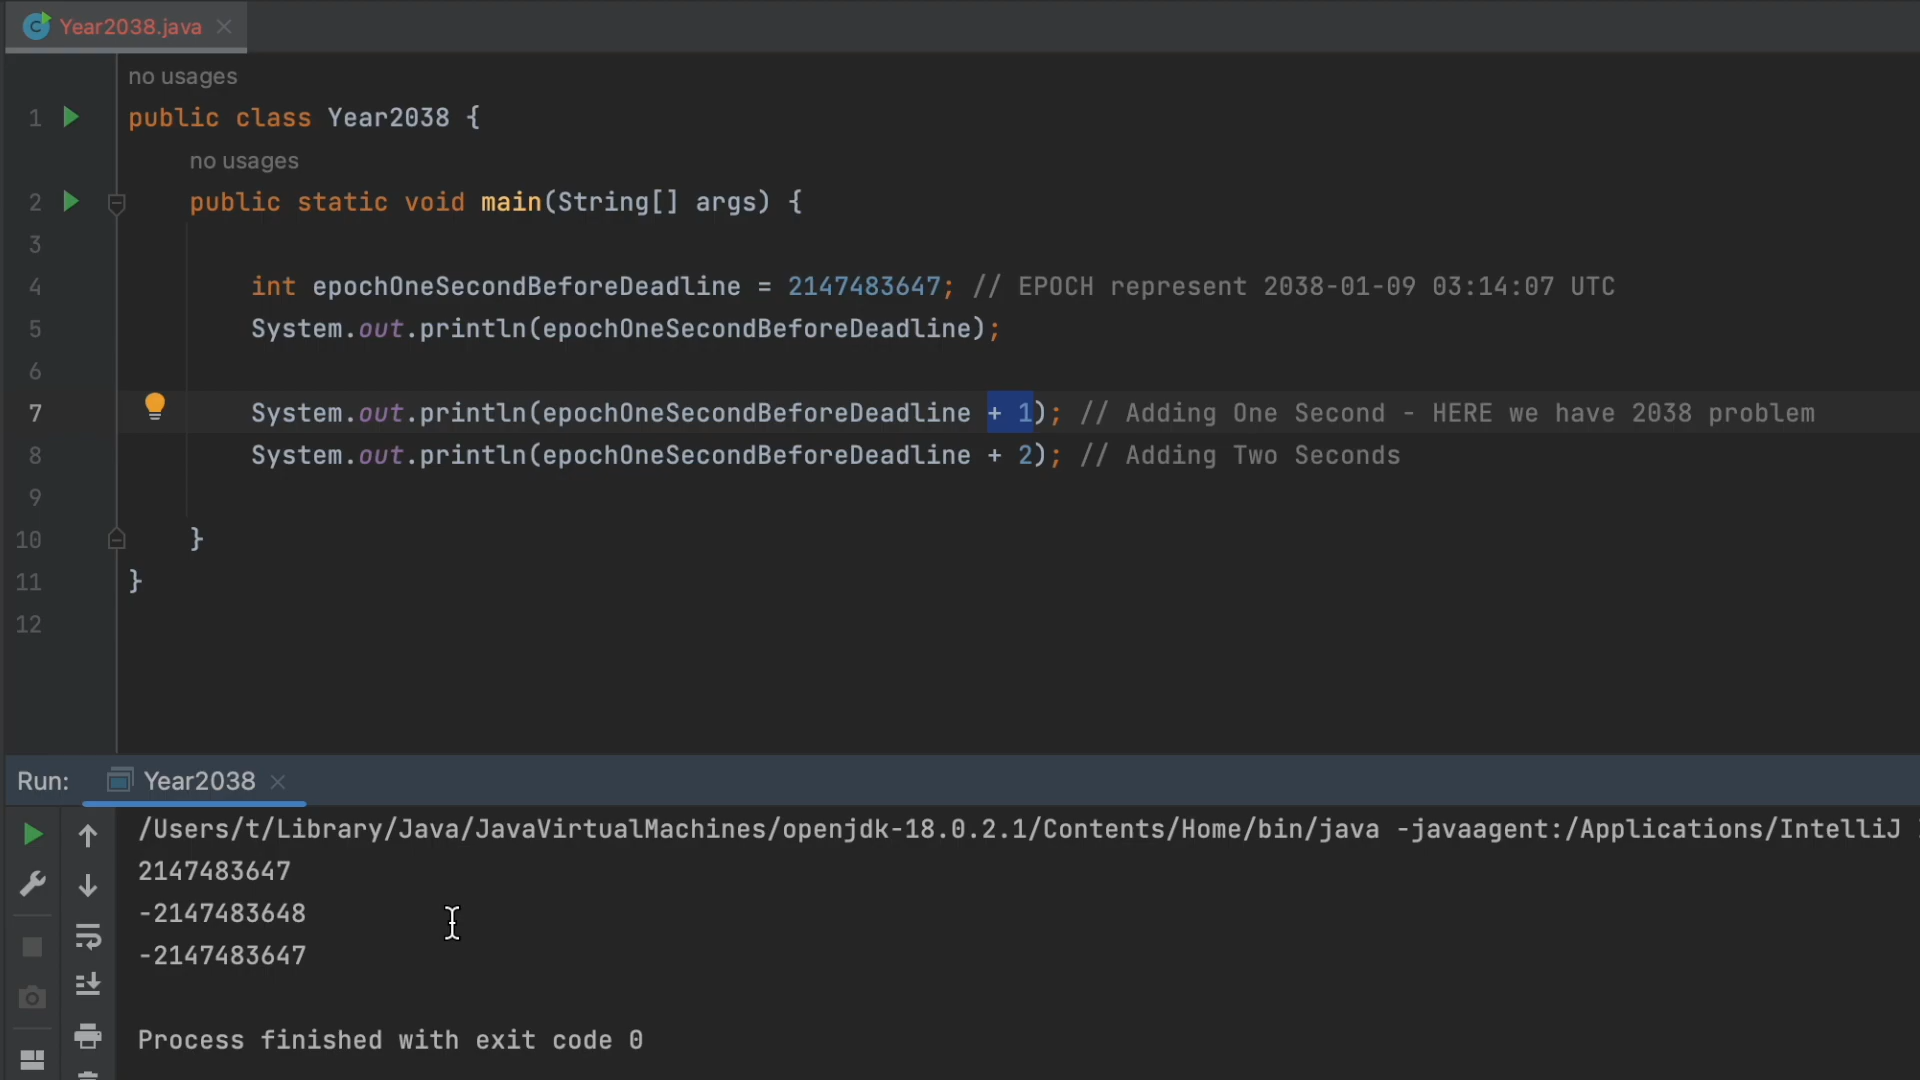 Year2038.java
no usages
1 public class Year2038 {
no usages
2 public static void main(String[] args) {
3
4 int epochOneSecondBeforeDeadline = 2147483647; // EPOCH represent 2038-01-09 03:14:07 UTC
5 System.out.println(epochOneSecondBeforeDeadline);
6
7 System.out.println(epochOneSecondBeforeDeadline + 1); // Adding One Second - HERE we have 2038 problem
8 System.out.println(epochOneSecondBeforeDeadline + 2); // Adding Two Seconds
9
10 }
11 }
12
Run: Year2038
/Users/t/Library/Java/JavaVirtualMachines/openjdk-18.0.2.1/Contents/Home/bin/java -javaagent:/Applications/IntelliJ
2147483647
-2147483648
-2147483647
Process finished with exit code 0